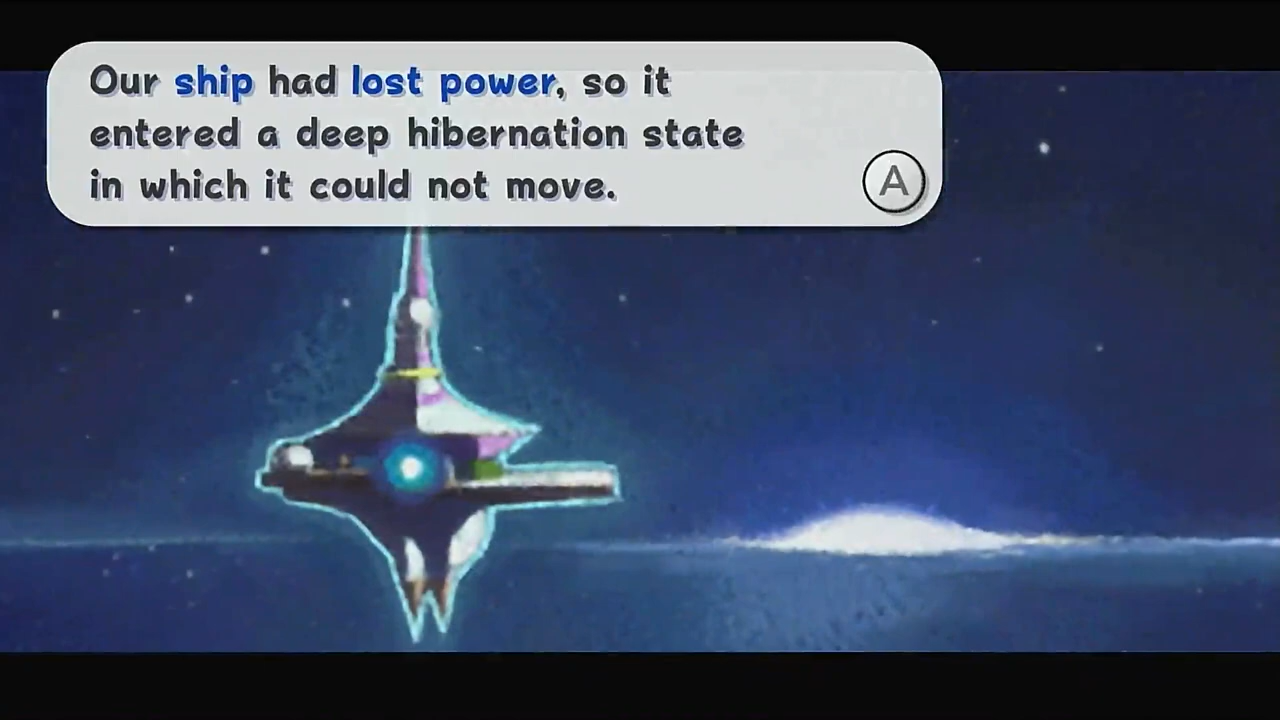 Our ship had lost power, so it
entered a deep hibernation state
in which it could not move.
A